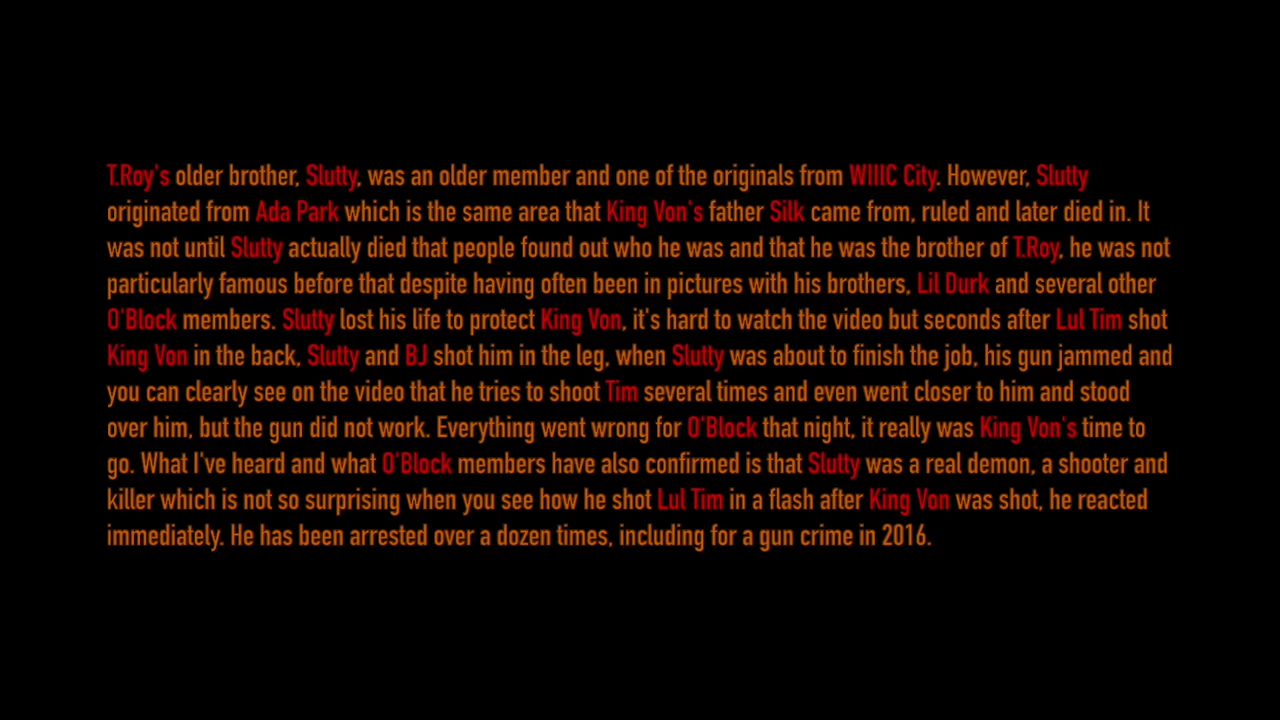 T.Roy's older brother, Slutty, was an older member and one of the originals from WIIIC City. However, Slutty
originated from Ada Park which is the same area that King Von's father Silk came from, ruled and later died in. It
was not until Slutty actually died that people found out who he was and that he was the brother of T.Roy, he was not
particularly famous before that despite having often been in pictures with his brothers, Lil Durk and several other
O'Block members. Slutty lost his life to protect King Von, it's hard to watch the video but seconds after Lul Tim shot
King Von in the back, Slutty and BJ shot him in the leg, when Slutty was about to finish the job, his gun jammed and
you can clearly see on the video that he tries to shoot Tim several times and even went closer to him and stood
over him, but the gun did not work. Everything went wrong for O'Block that night, it really was King Von's time to
go. What I've heard and what O'Block members have also confirmed is that Slutty was a real demon, a shooter and
killer which is not so surprising when you see how he shot Lul Tim in a flash after King Von was shot, he reacted
immediately. He has been arrested over a dozen times, including for a gun crime in 2016.